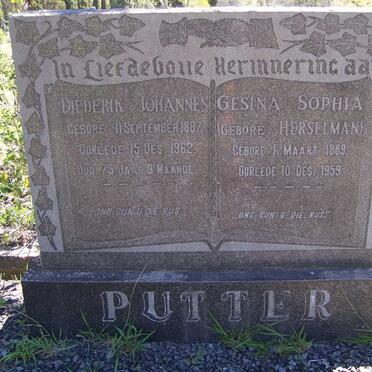 In Liefdevolle Herinnering aa
DIEDERIK JOHANNES
GEBORE 11 SEPTEMBER 1887
OORLEDE 15 DES. 1962
OUD 75 JAAR 3 MAANDE
"ONS GUN U DIE RUS"
GESINA SOPHIA
(GEBORE HERSELMAN)
GEBORE 1 MAART 1889
OORLEDE 10 DES. 1959
"ONS GUN U DIE RUS"
PUTTER